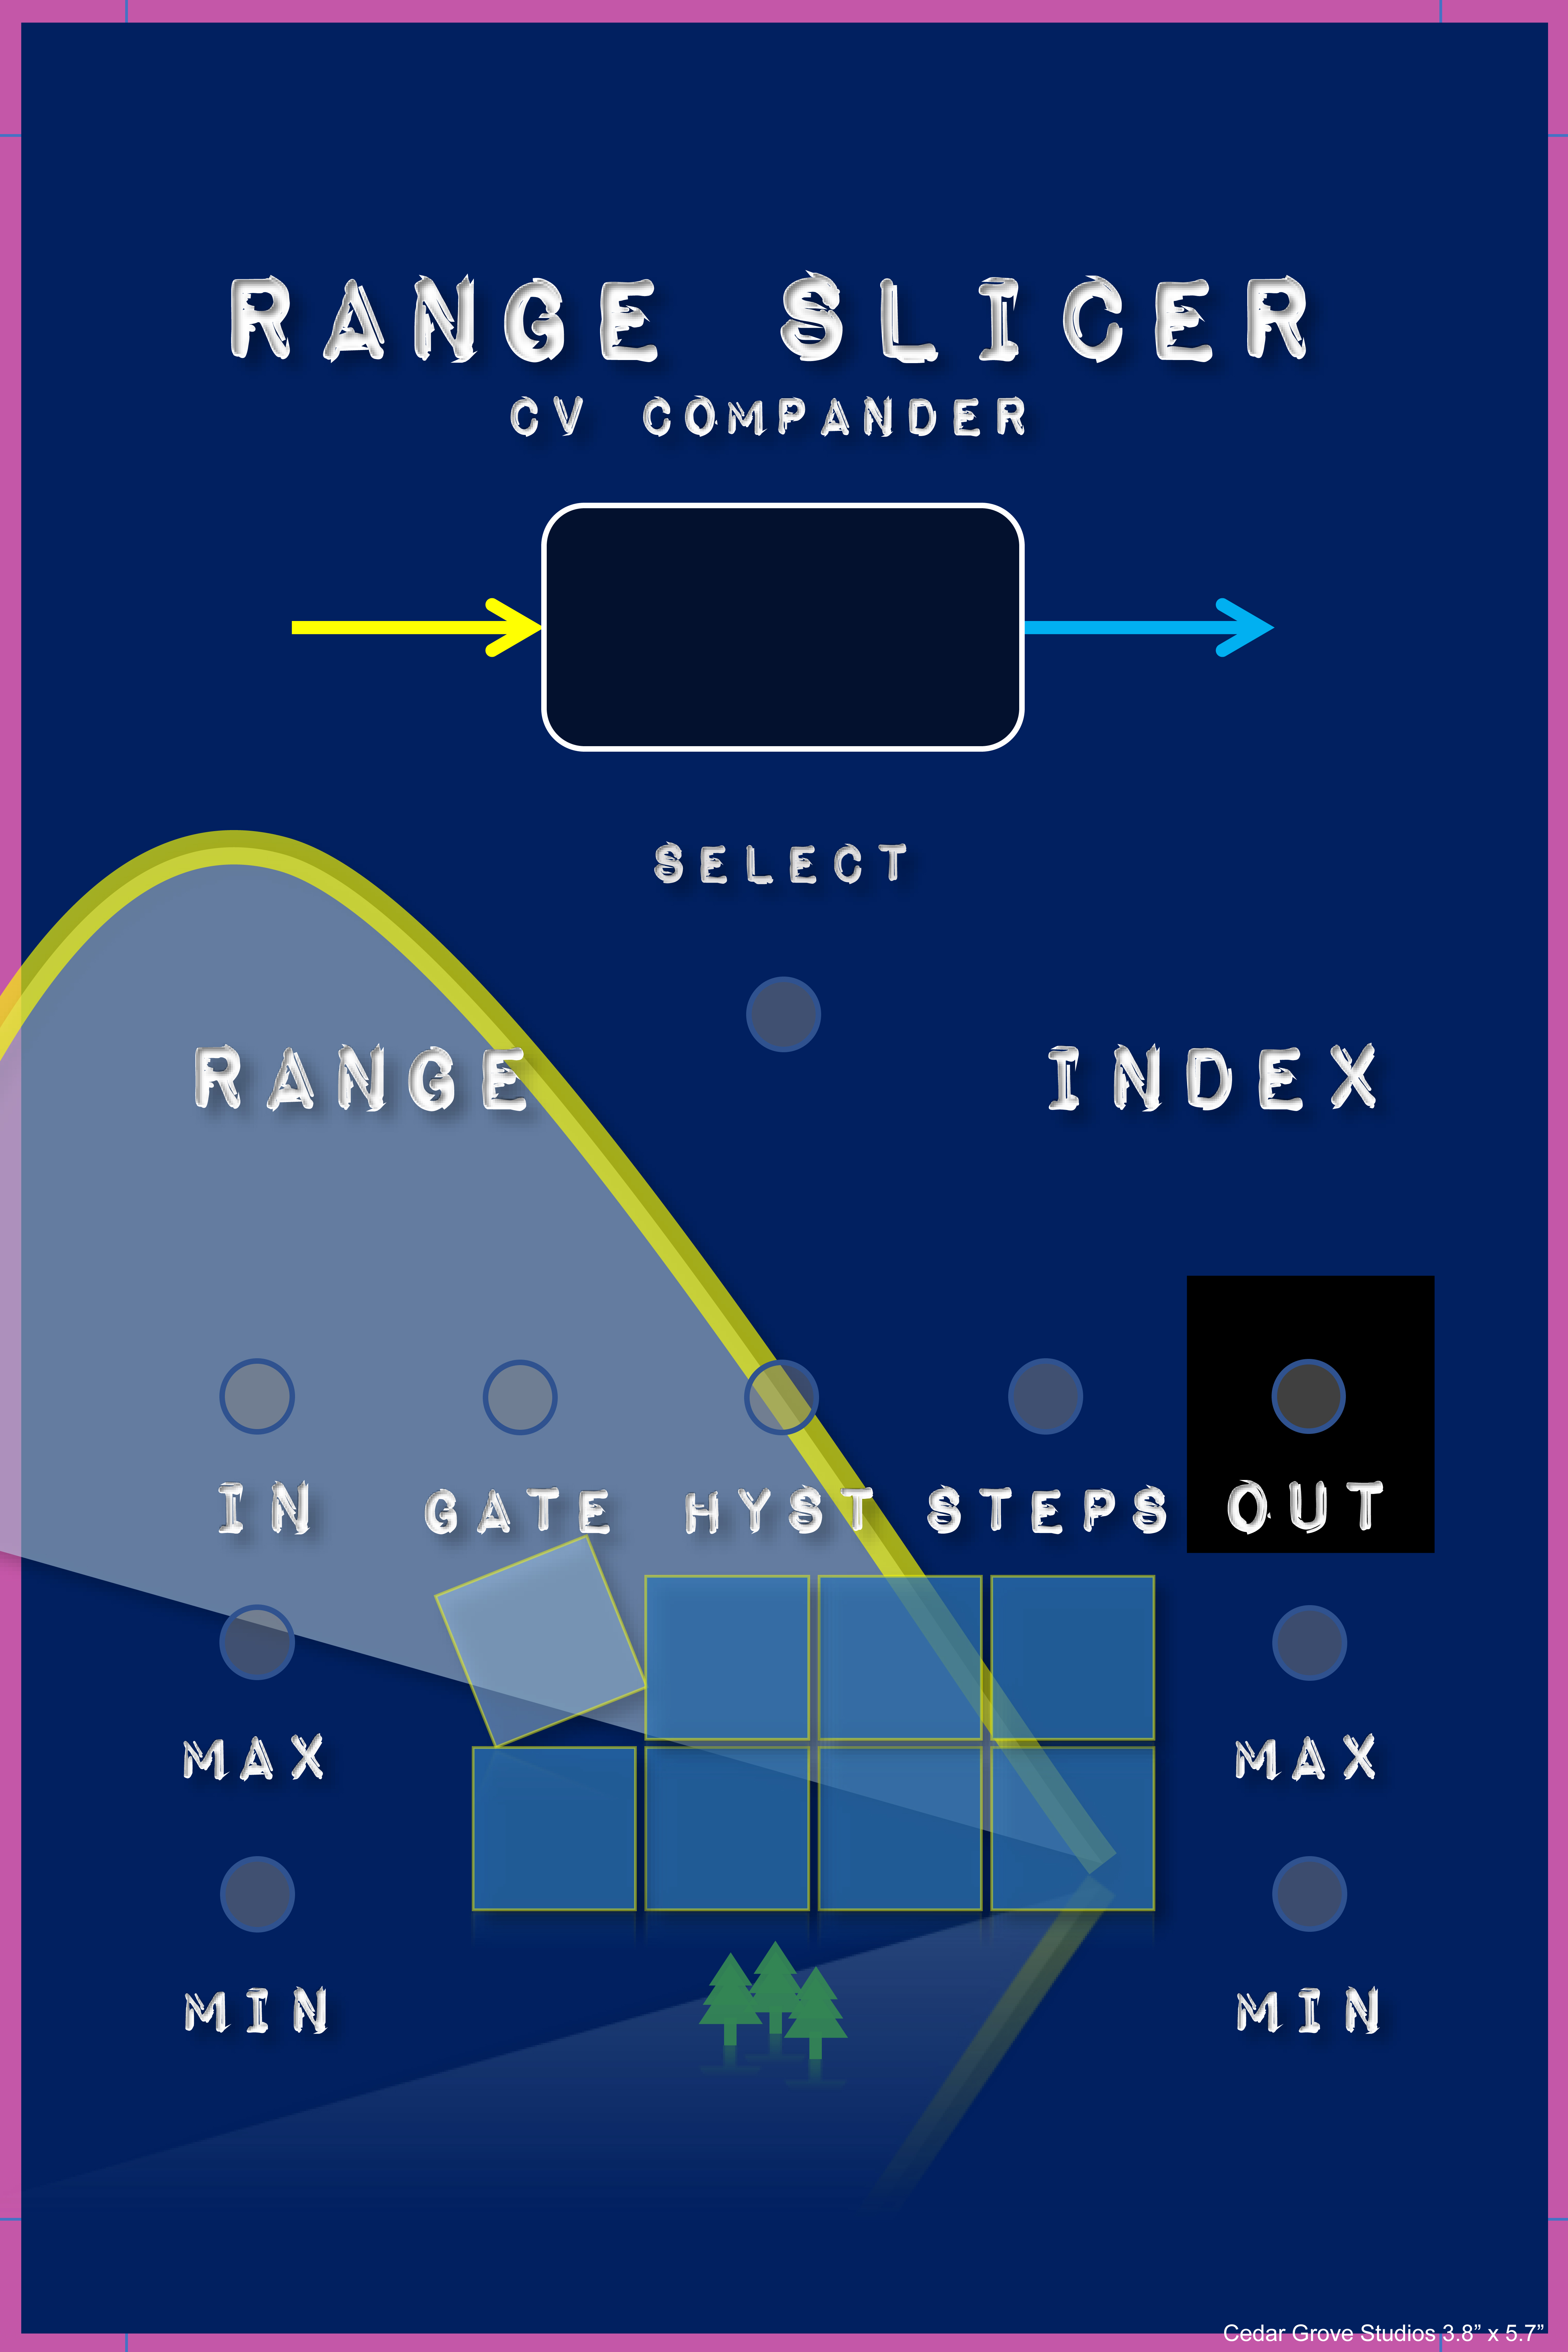 RANGE SLICER
CV COMPANDER
SELECT
RANGE INDEX
IN GATE HYST STEPS OUT
MAX MAX
MIN MIN
Cedar Grove Studios 3.8” x 5.7”